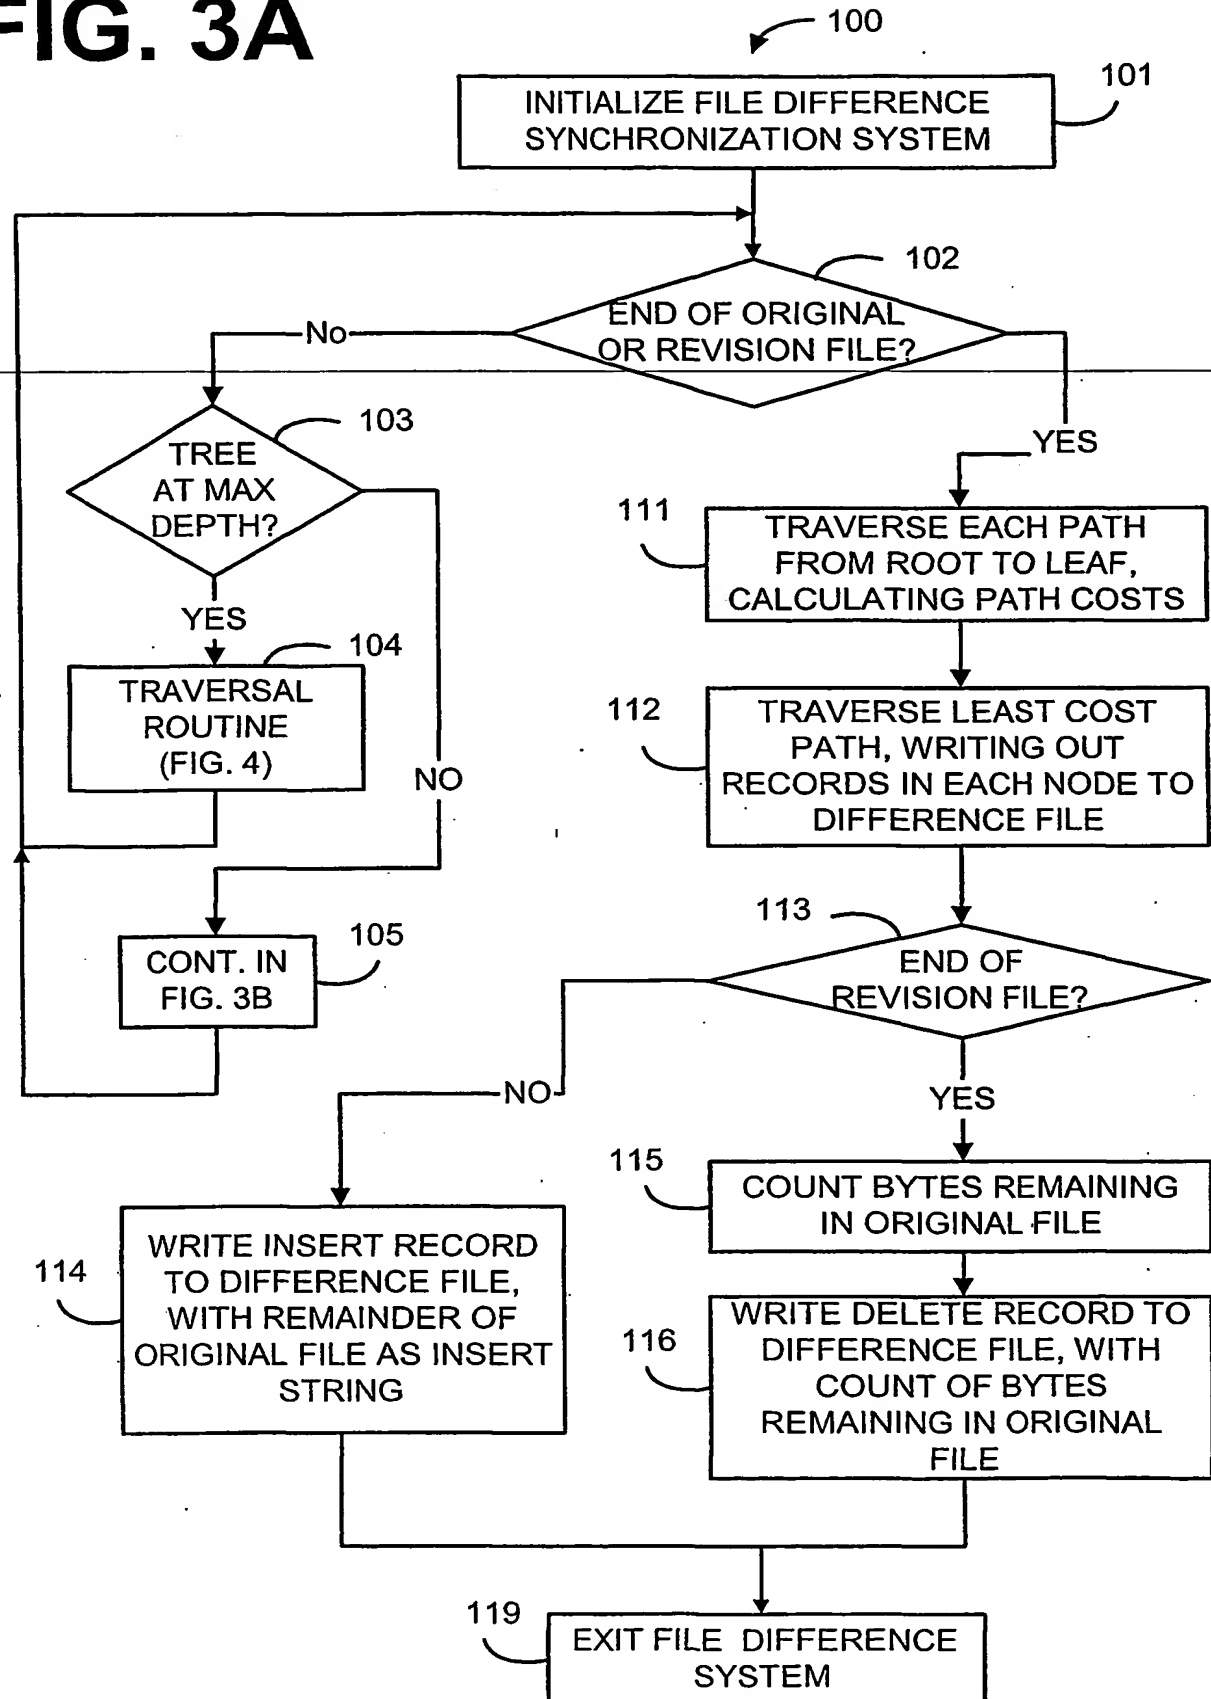 FIG. 3A
100
101
INITIALIZE FILE DIFFERENCE
SYNCHRONIZATION SYSTEM
102
END OF ORIGINAL
OR REVISION FILE?
No
YES
103
TREE
AT MAX
DEPTH?
YES
NO
104
TRAVERSAL
ROUTINE
(FIG. 4)
105
CONT. IN
FIG. 3B
111
TRAVERSE EACH PATH
FROM ROOT TO LEAF,
CALCULATING PATH COSTS
112
TRAVERSE LEAST COST
PATH, WRITING OUT
RECORDS IN EACH NODE TO
DIFFERENCE FILE
113
END OF
REVISION FILE?
NO
YES
114
WRITE INSERT RECORD
TO DIFFERENCE FILE,
WITH REMAINDER OF
ORIGINAL FILE AS INSERT
STRING
115
COUNT BYTES REMAINING
IN ORIGINAL FILE
116
WRITE DELETE RECORD TO
DIFFERENCE FILE, WITH
COUNT OF BYTES
REMAINING IN ORIGINAL
FILE
119
EXIT FILE DIFFERENCE
SYSTEM